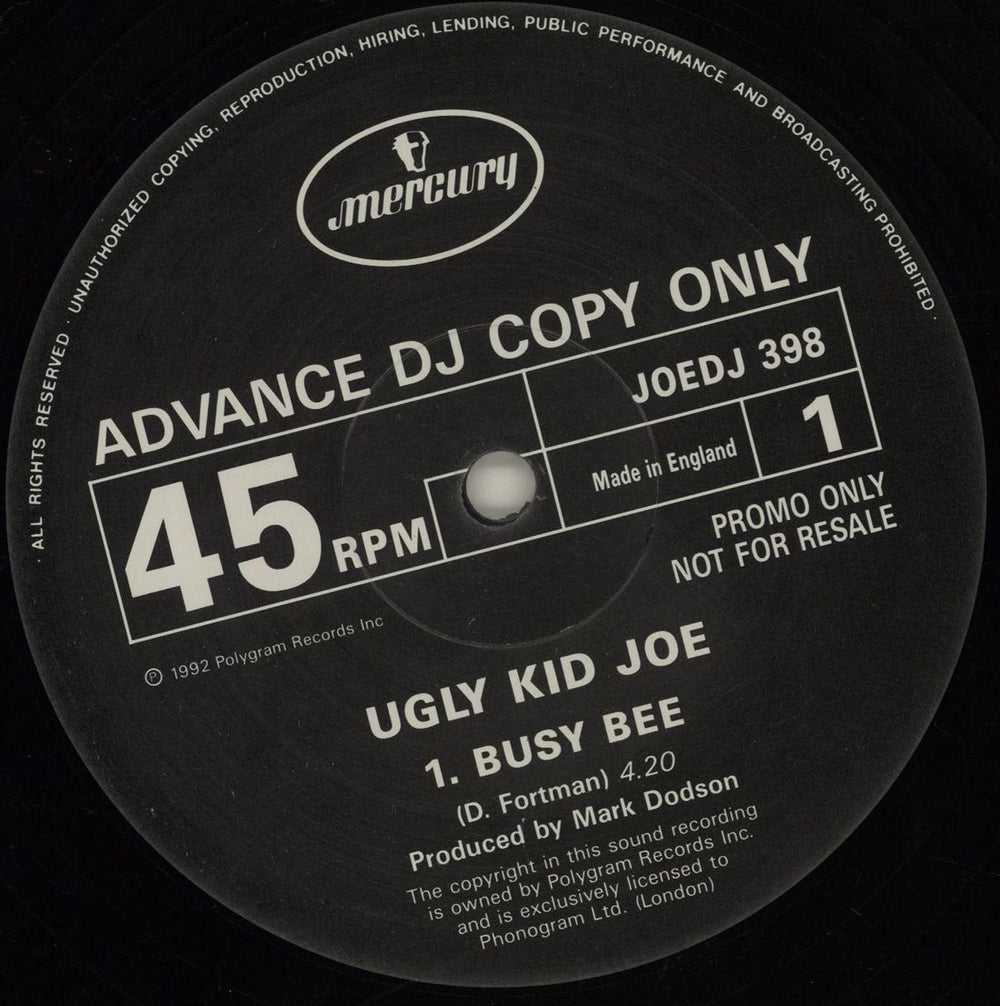 · ALL RIGHTS RESERVED · UNAUTHORIZED COPYING, REPRODUCTION, HIRING, LENDING, PUBLIC PERFORMANCE AND BROADCASTING PROHIBITED ·
mercury
ADVANCE DJ COPY ONLY
JOEDJ 398
45 RPM
Made in England
1
PROMO ONLY
NOT FOR RESALE
Ⓟ 1992 Polygram Records Inc
UGLY KID JOE
1. BUSY BEE
(D. Fortman) 4.20
Produced by Mark Dodson
The copyright in this sound recording
is owned by Polygram Records Inc.
and is exclusively licensed to
Phonogram Ltd. (London)